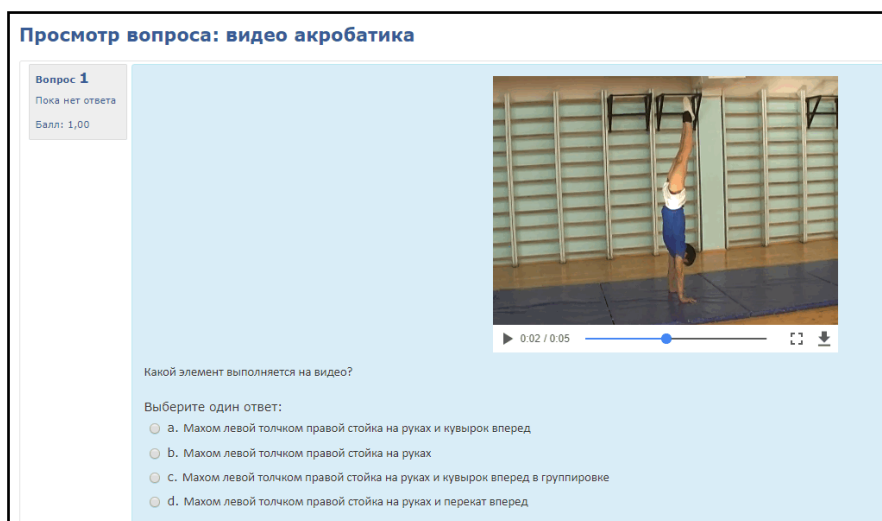 Просмотр вопроса: видео акробатика
Вопрос 1
Пока нет ответа
Балл: 1,00
0:02 / 0:05
Какой элемент выполняется на видео?
Выберите один ответ:
a. Махом левой толчком правой стойка на руках и кувырок вперед
b. Махом левой толчком правой стойка на руках
c. Махом левой толчком правой стойка на руках и кувырок вперед в группировке
d. Махом левой толчком правой стойка на руках и перекат вперед